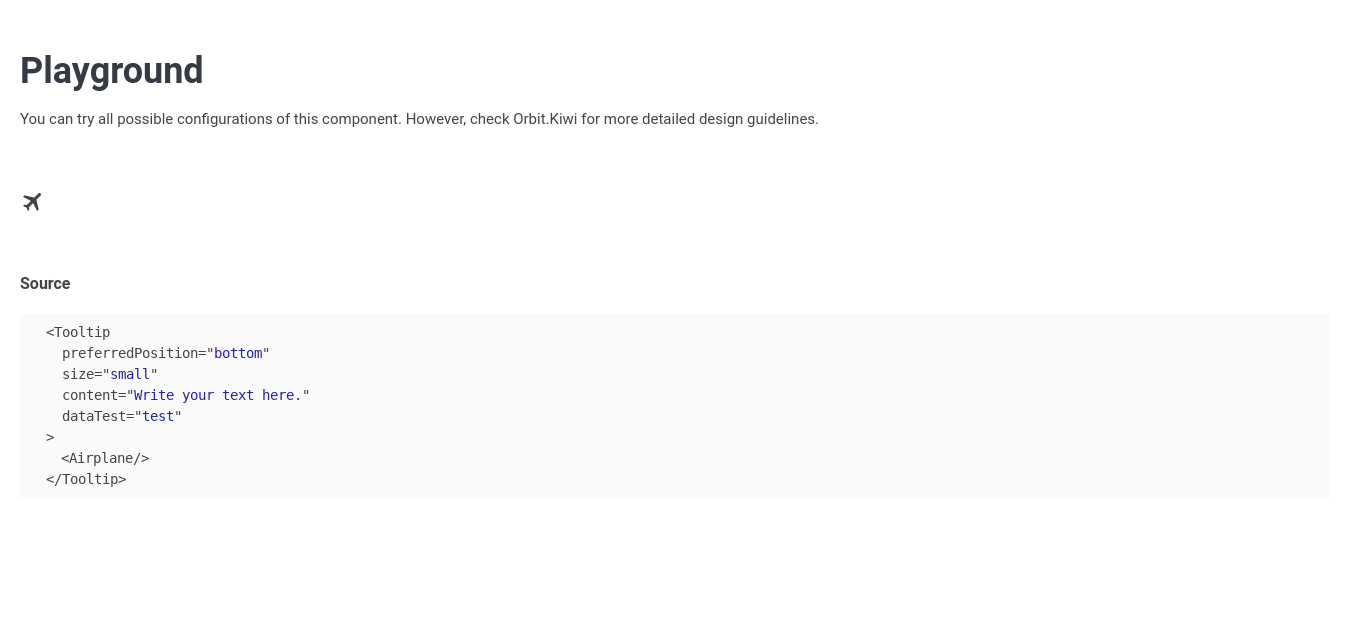 Playground
You can try all possible configurations of this component. However, check Orbit.Kiwi for more detailed design guidelines.
Source
<Tooltip
  preferredPosition="bottom"
  size="small"
  content="Write your text here."
  dataTest="test"
>
  <Airplane/>
</Tooltip>